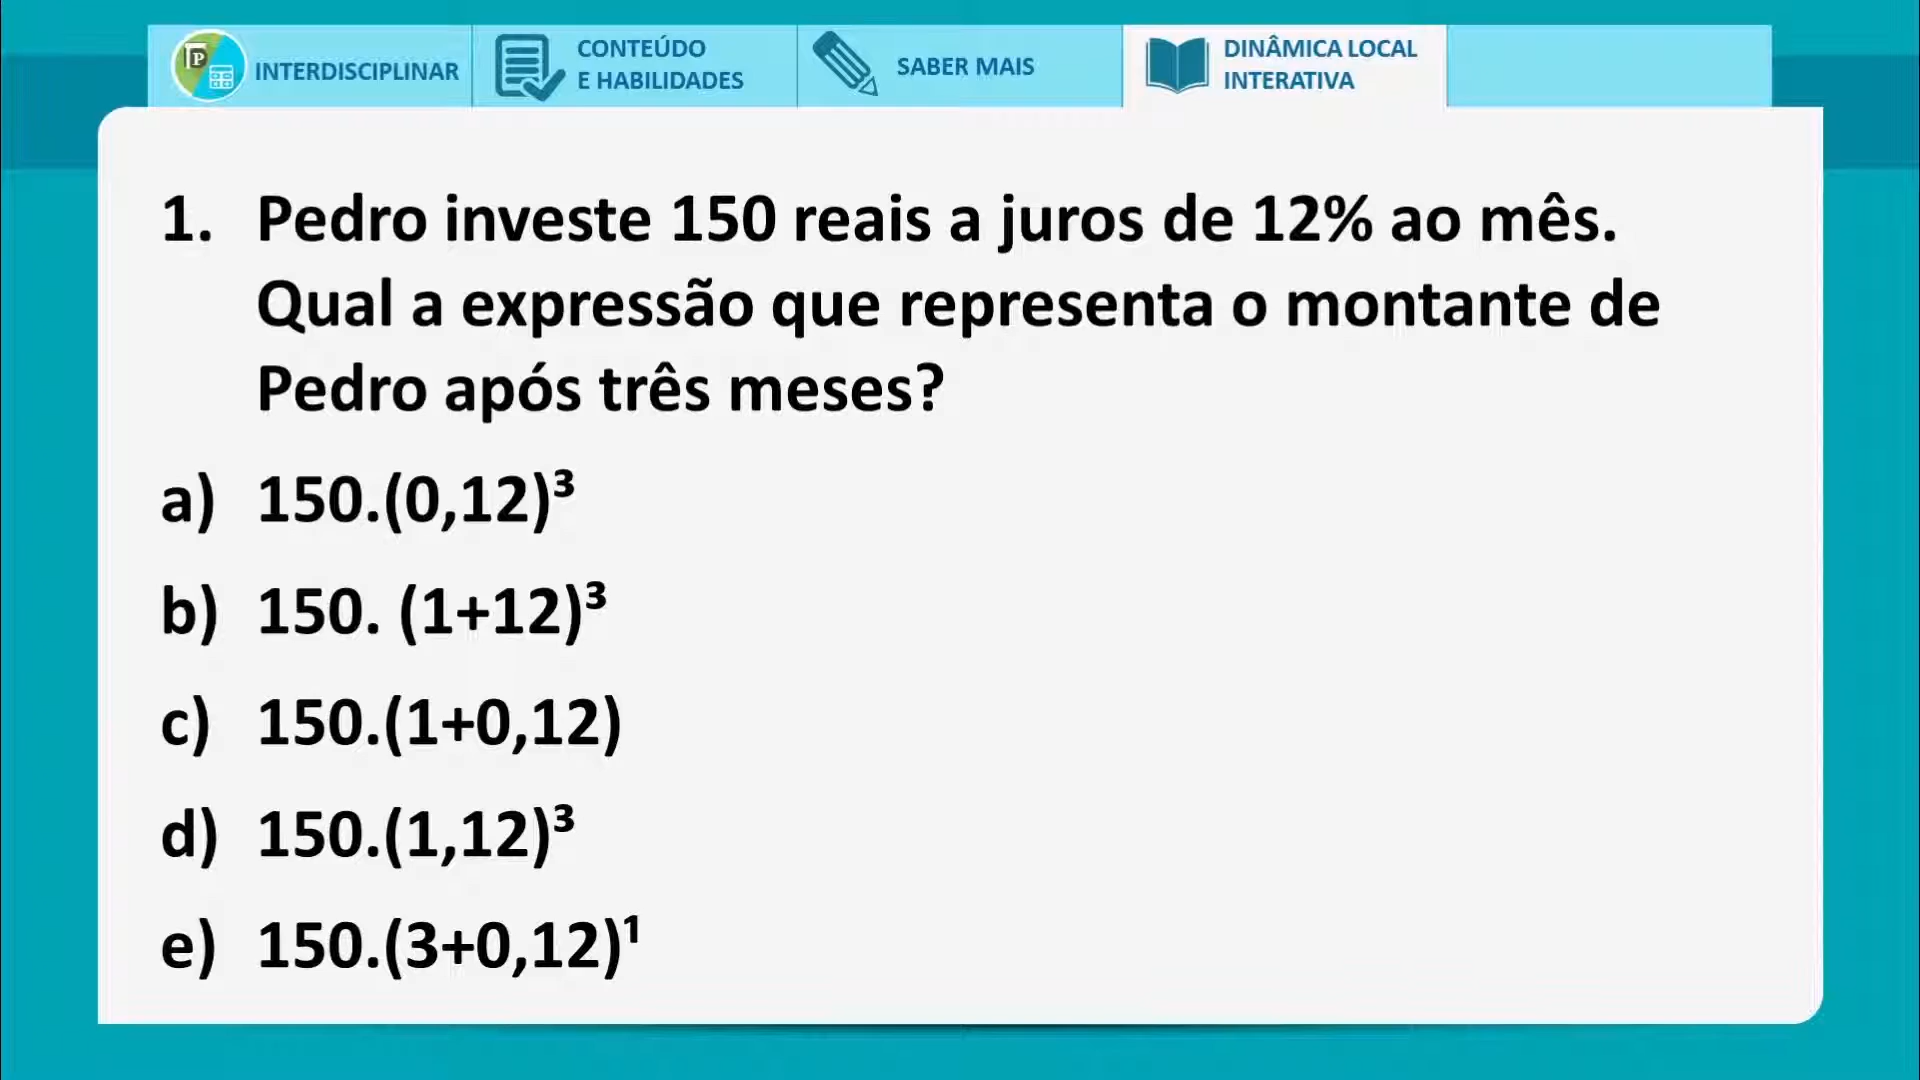 INTERDISCIPLINAR
CONTEÚDO
E HABILIDADES
SABER MAIS
DINÂMICA LOCAL
INTERATIVA
1. Pedro investe 150 reais a juros de 12% ao mês.
Qual a expressão que representa o montante de
Pedro após três meses?
a) 150.(0,12)³
b) 150. (1+12)³
c) 150.(1+0,12)
d) 150.(1,12)³
e) 150.(3+0,12)¹